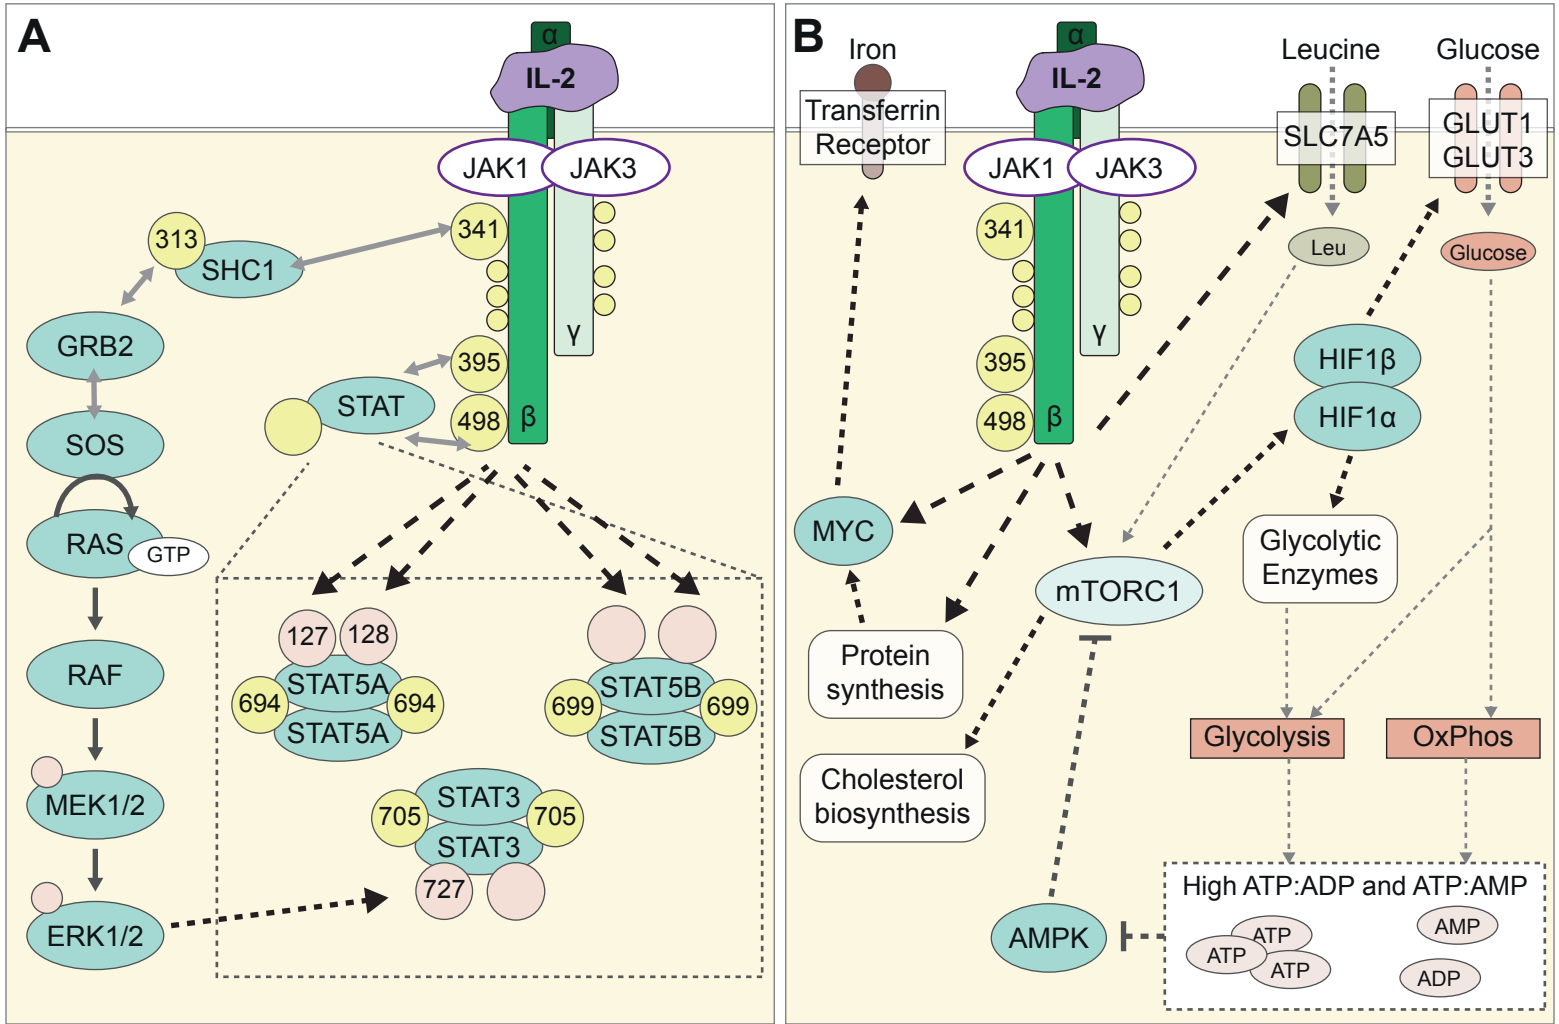 A
α
IL-2
JAK1
JAK3
313
SHC1
341
GRB2
γ
395
STAT
498
β
SOS
RAS
GTP
127
128
RAF
STAT5A
694
694
STAT5A
STAT5B
699
699
STAT5B
MEK1/2
STAT3
705
705
STAT3
727
ERK1/2
B
Iron
Transferrin
Receptor
α
IL-2
JAK1
JAK3
Leucine
SLC7A5
Glucose
GLUT1
GLUT3
341
Leu
Glucose
γ
395
498
β
HIF1β
HIF1α
MYC
Glycolytic
Enzymes
mTORC1
Protein
synthesis
Cholesterol
biosynthesis
Glycolysis
OxPhos
AMPK
High ATP:ADP and ATP:AMP
ATP
ATP
ATP
AMP
ADP